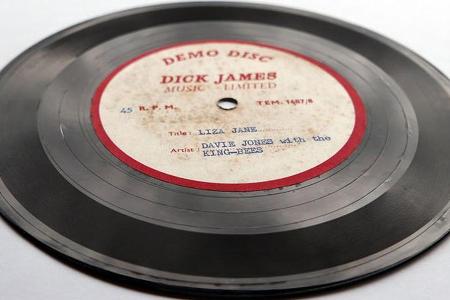 DEMO DISC
DICK JAMES
MUSIC LIMITED
45 R.P.M. TEM. 1487/8
Title: LIZA JANE
Artist: DAVIE JONES with the
KING-BEES